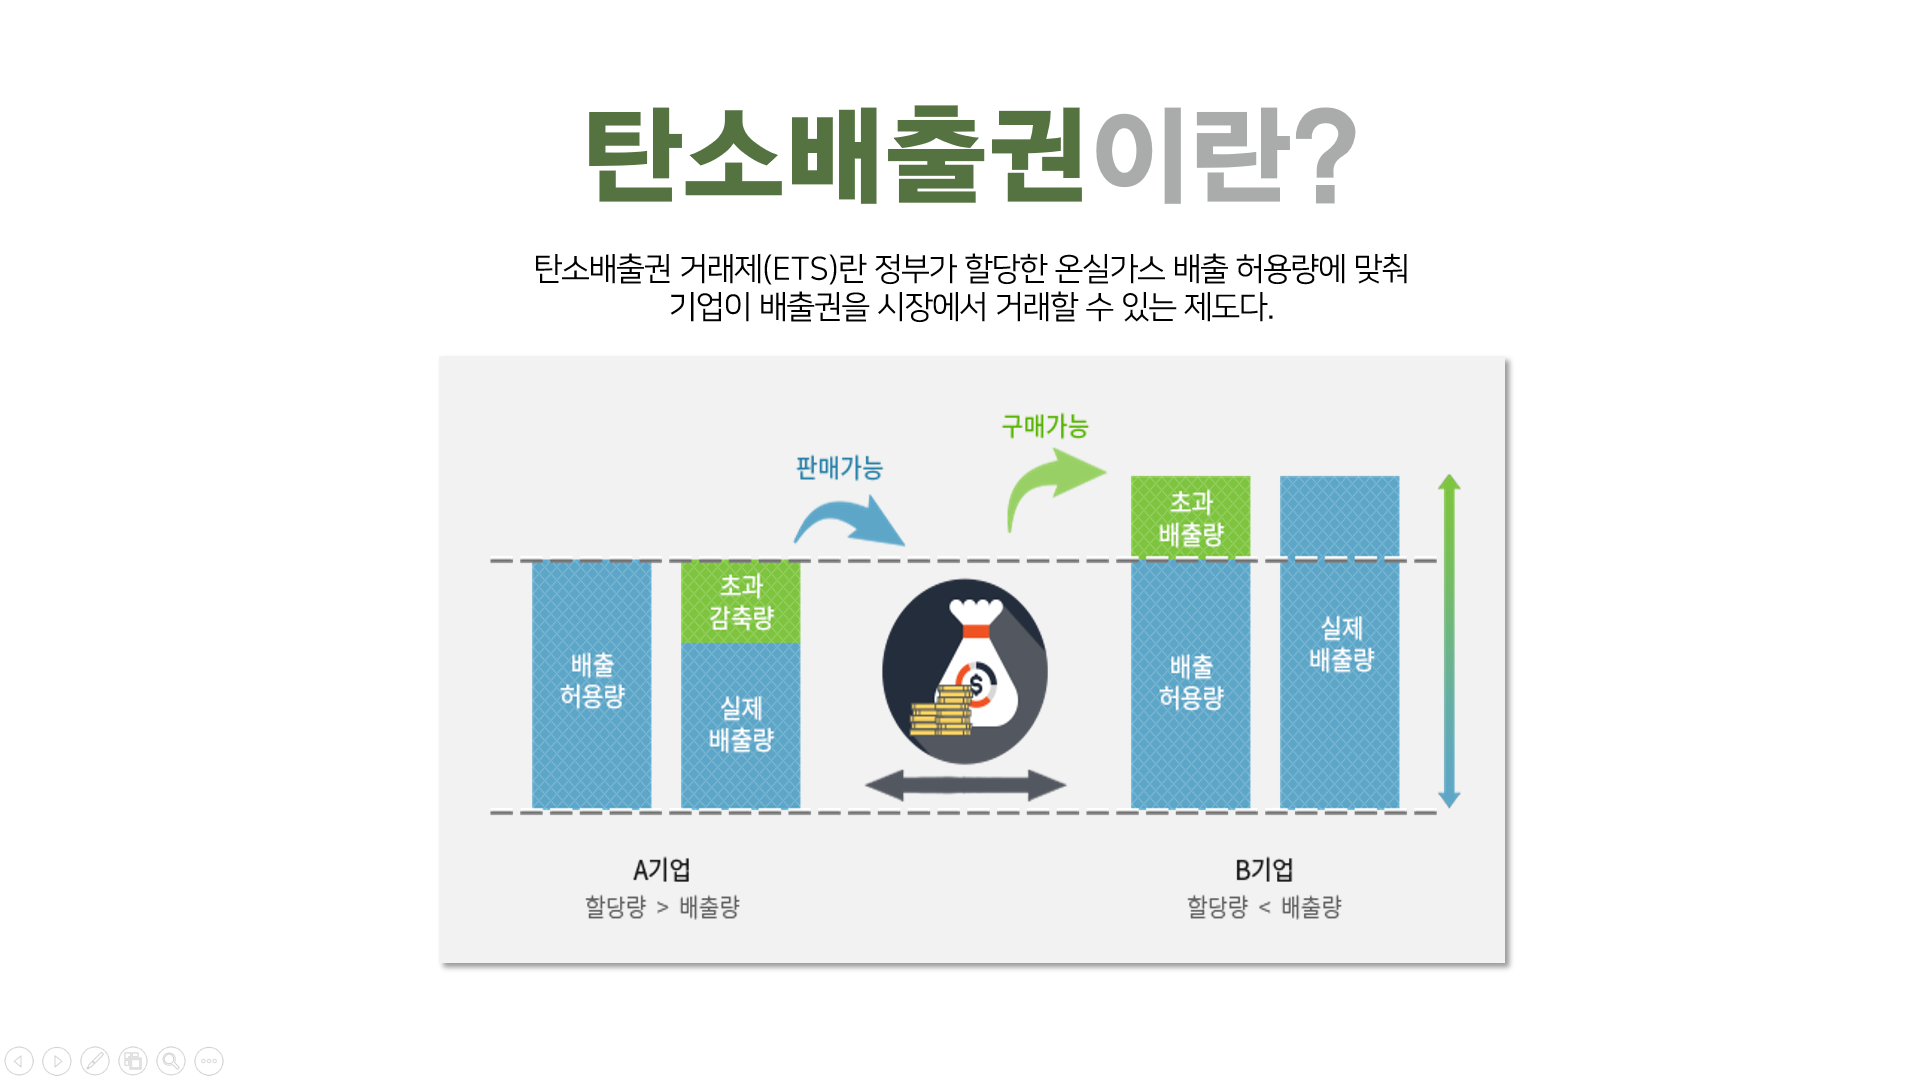 탄소배출권이란?
탄소배출권 거래제(ETS)란 정부가 할당한 온실가스 배출 허용량에 맞춰
기업이 배출권을 시장에서 거래할 수 있는 제도다.
구매가능
판매가능
배출
허용량
초과
감축량
실제
배출량
$
초과
배출량
배출
허용량
실제
배출량
A기업
할당량 > 배출량
B기업
할당량 < 배출량